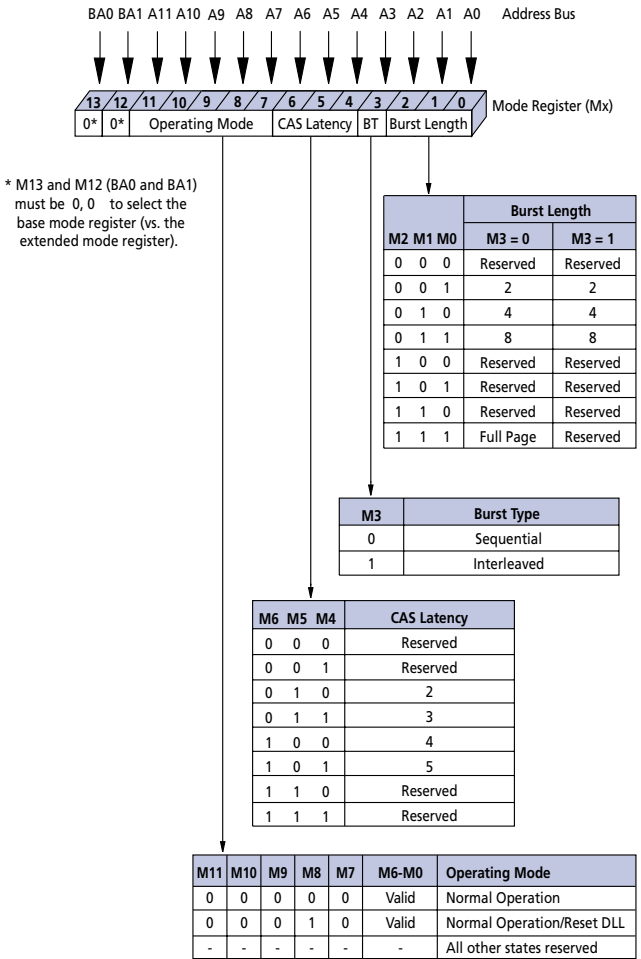 BA0 BA1 A11 A10 A9 A8 A7 A6 A5 A4 A3 A2 A1 A0 Address Bus
13 12 11 10 9 8 7 6 5 4 3 2 1 0 Mode Register (Mx)
0* 0* Operating Mode CAS Latency BT Burst Length
* M13 and M12 (BA0 and BA1)
must be 0, 0 to select the
base mode register (vs. the
extended mode register).
Burst Length
M2 M1 M0 M3 = 0 M3 = 1
0 0 0 Reserved Reserved
0 0 1 2 2
0 1 0 4 4
0 1 1 8 8
1 0 0 Reserved Reserved
1 0 1 Reserved Reserved
1 1 0 Reserved Reserved
1 1 1 Full Page Reserved
M3 Burst Type
0 Sequential
1 Interleaved
M6 M5 M4 CAS Latency
0 0 0 Reserved
0 0 1 Reserved
0 1 0 2
0 1 1 3
1 0 0 4
1 0 1 5
1 1 0 Reserved
1 1 1 Reserved
M11 M10 M9 M8 M7 M6-M0 Operating Mode
0 0 0 0 0 Valid Normal Operation
0 0 0 1 0 Valid Normal Operation/Reset DLL
- - - - - - All other states reserved